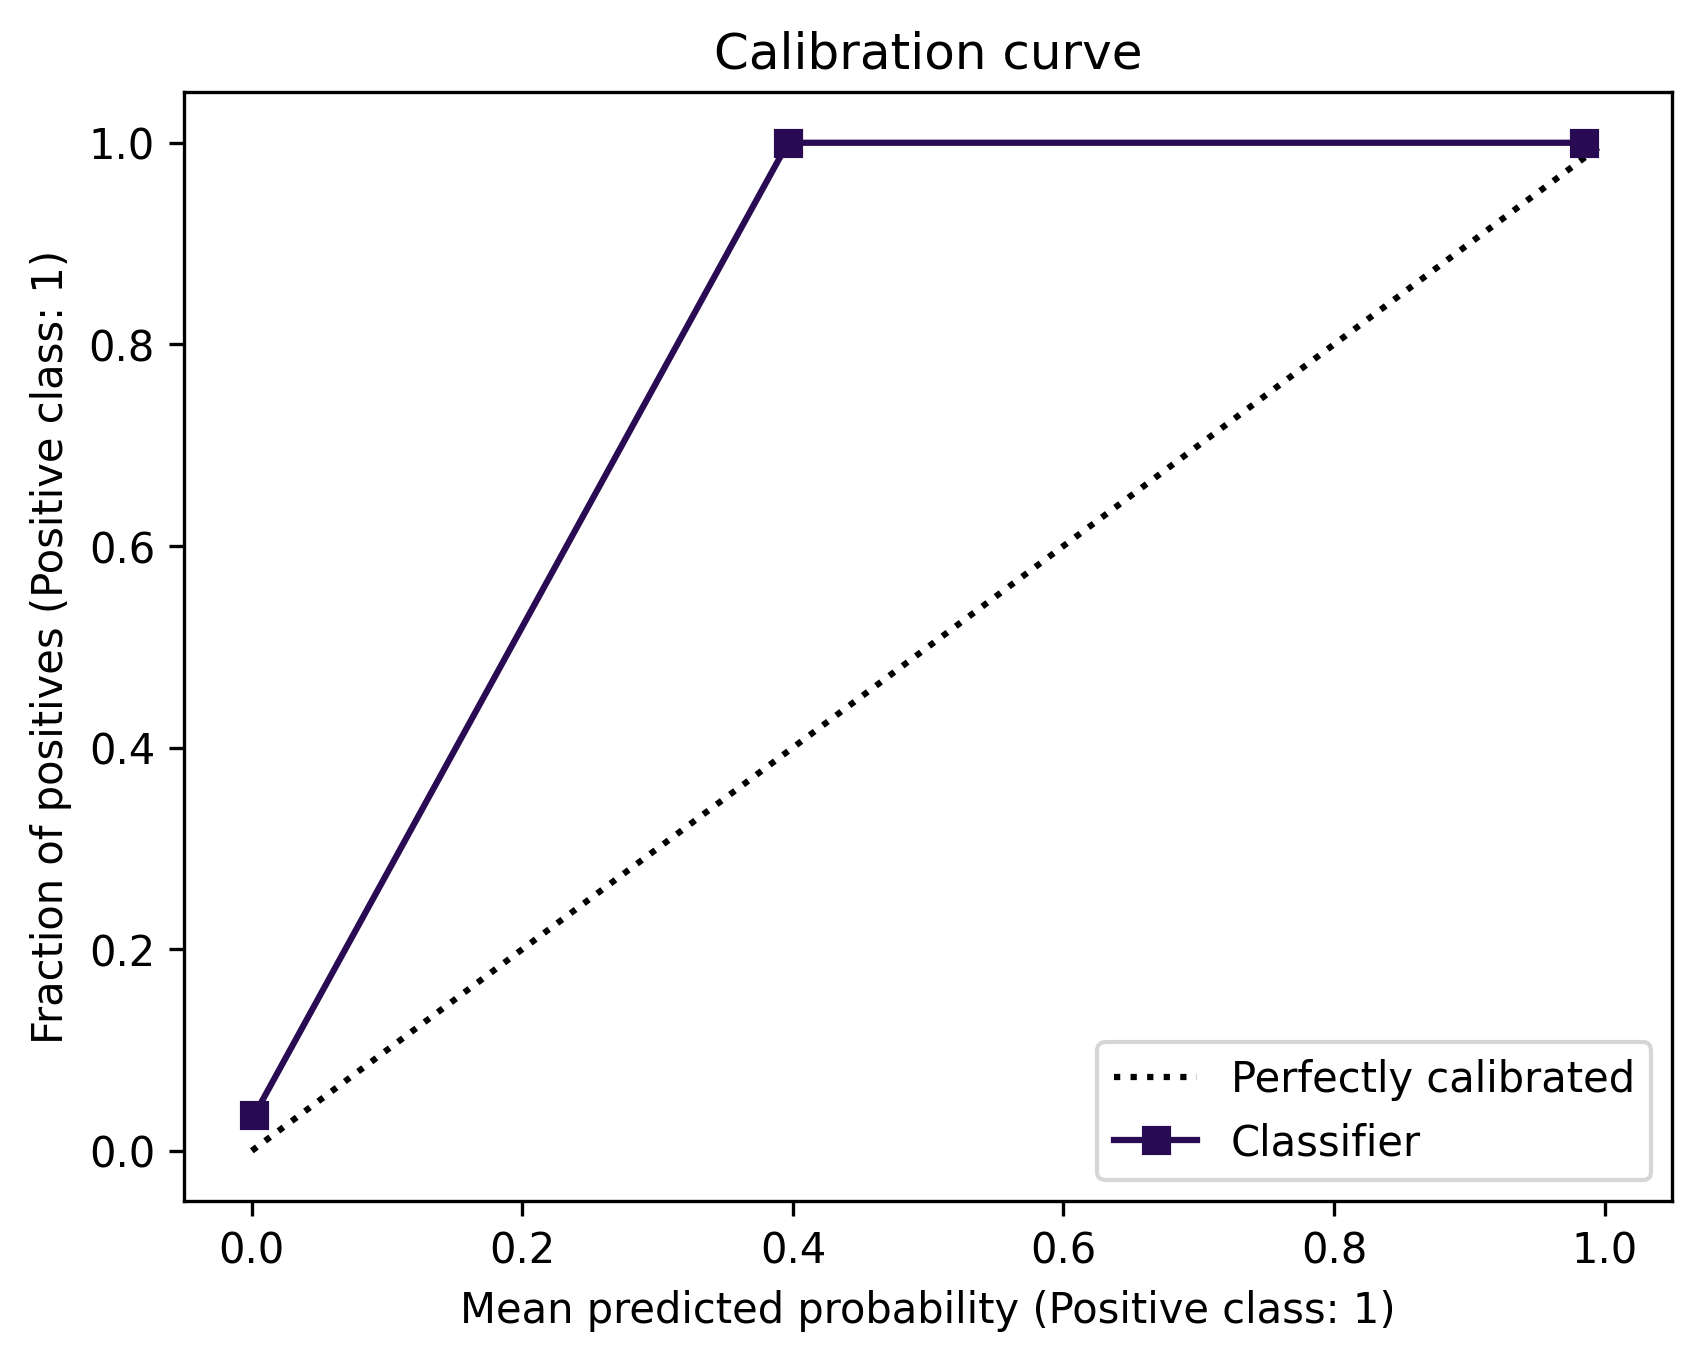 Calibration curve
1.0
0.8
0.6
0.4
0.2
0.0
Fraction of positives (Positive class: 1)
Perfectly calibrated
Classifier
0.0 0.2 0.4 0.6 0.8 1.0
Mean predicted probability (Positive class: 1)